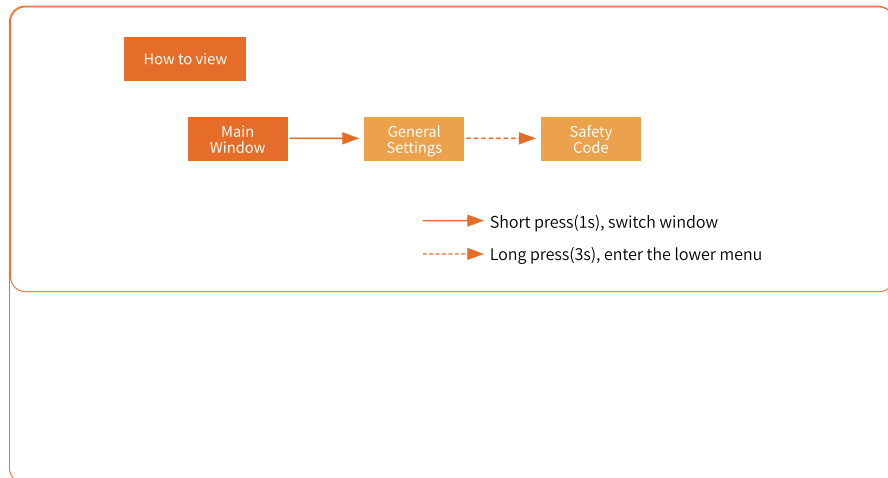 How to view
Main
Window
General
Settings
Safety
Code
Short press(1s), switch window
Long press(3s), enter the lower menu